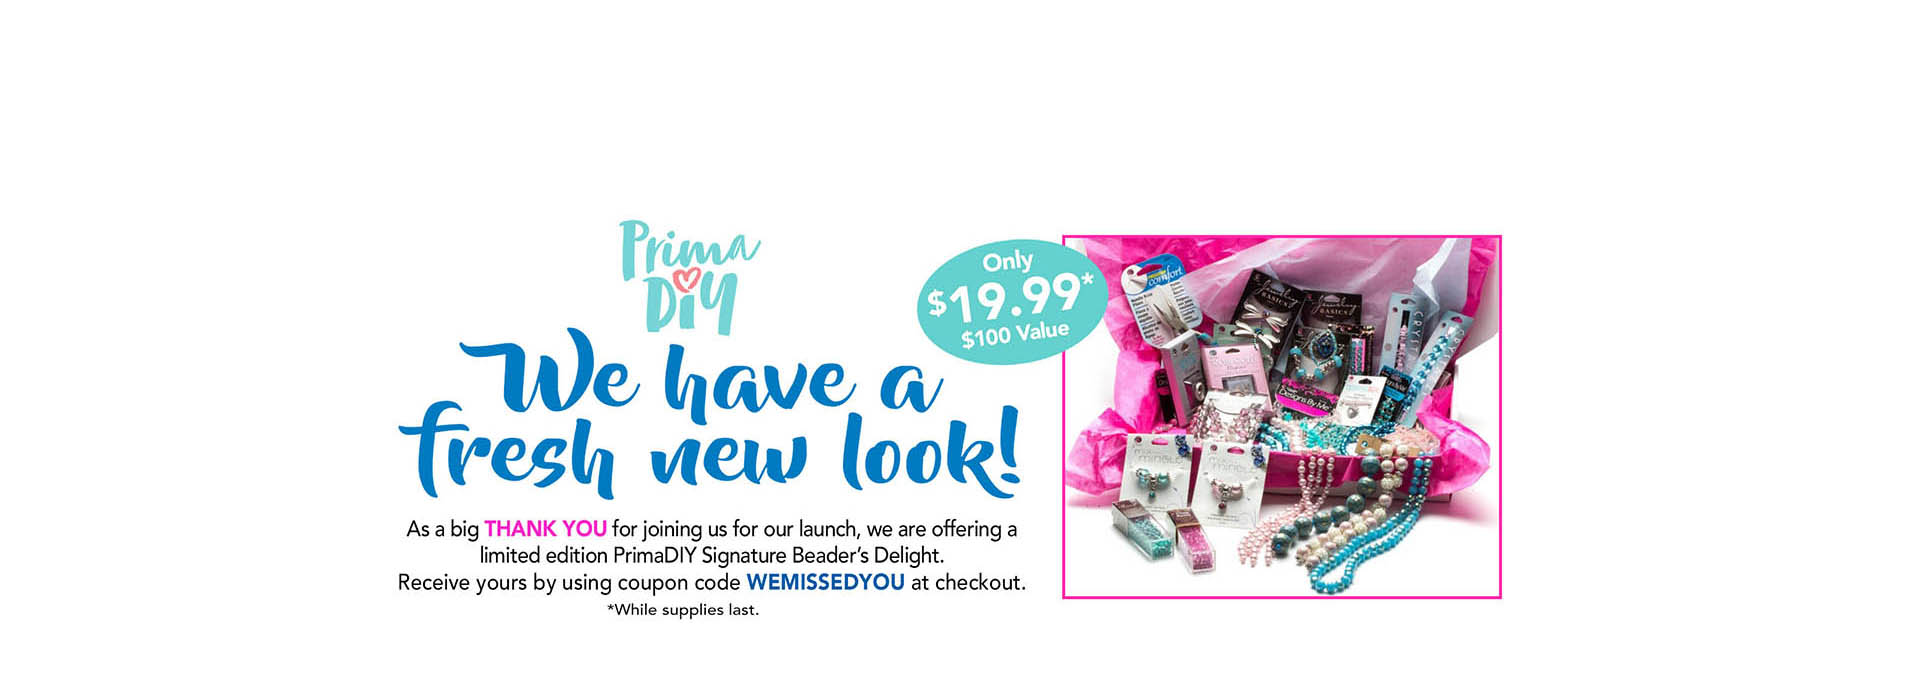 Prima
DIY
We have a
fresh new look!
As a big THANK YOU for joining us for our launch, we are offering a
limited edition PrimaDIY Signature Beader's Delight.
Receive yours by using coupon code WEMISSEDYOU at checkout.
*While supplies last.
Only
$19.99*
$100 Value
comfort
Jewelry
BASICS
Jewelry
BASICS
Designs By Me